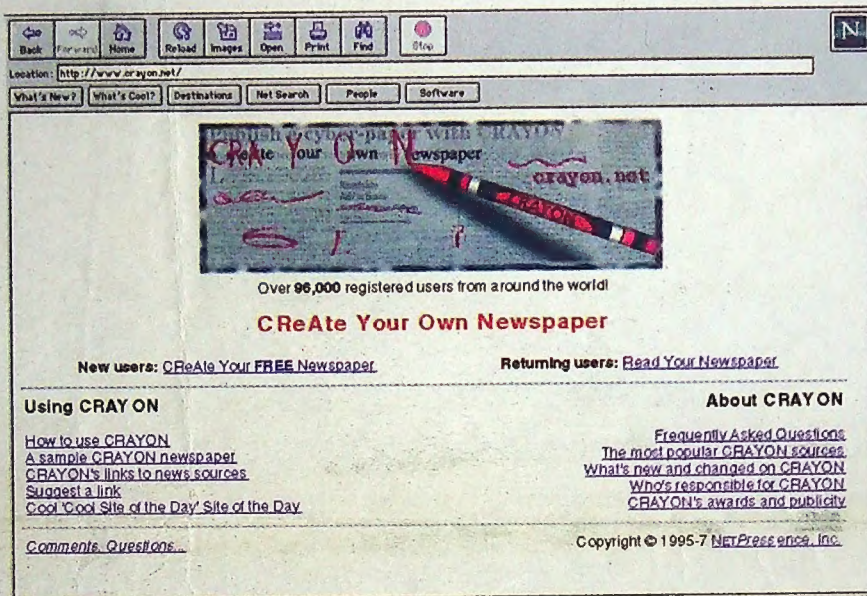 Back Forward Home Reload Images Open Print Find Stop
N
Location: http://www.crayon.net/
What's New? What's Cool? Destinations Net Search People Software
Publish a cyber-paper with CRAYON
CReAte Your Own Newspaper
crayon.net
CRAYON
Over 96,000 registered users from around the world!
CReAte Your Own Newspaper
New users: CReAte Your FREE Newspaper
Returning users: Read Your Newspaper
Using CRAYON
How to use CRAYON
A sample CRAYON newspaper
CRAYON's links to news sources
Suggest a link
Cool 'Cool Site of the Day' Site of the Day
About CRAYON
Frequently Asked Questions
The most popular CRAYON sources
What's new and changed on CRAYON
Who's responsible for CRAYON
CRAYON's awards and publicity
Comments, Questions...
Copyright © 1995-7 NETPressence, Inc.